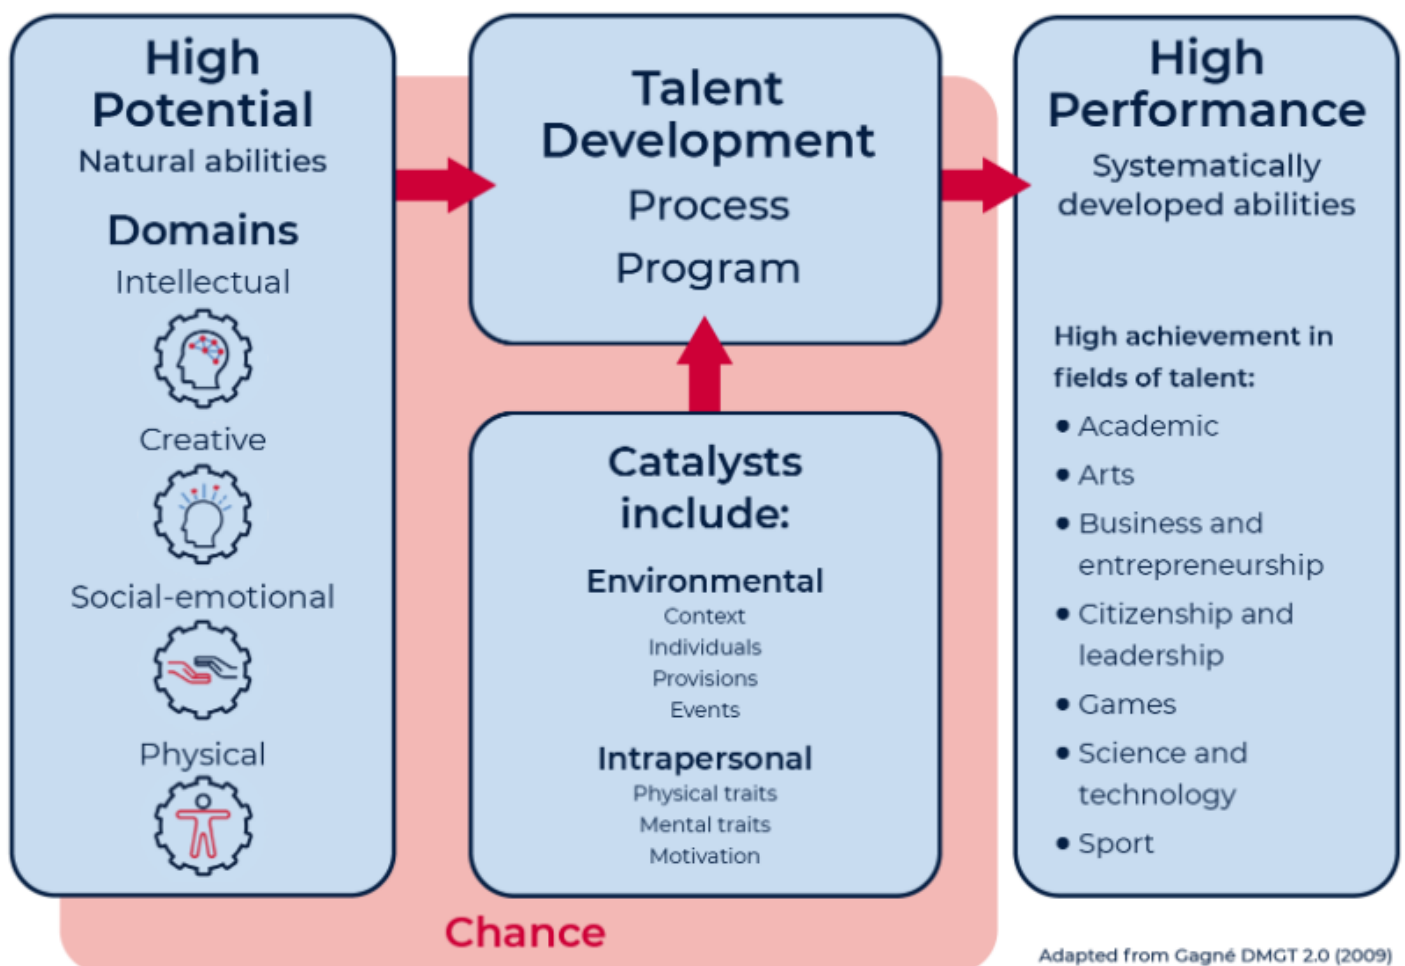 High
Potential
Natural abilities
Domains
Intellectual
Creative
Social-emotional
Physical
Talent
Development
Process
Program
Catalysts
include:
Environmental
Context
Individuals
Provisions
Events
Intrapersonal
Physical traits
Mental traits
Motivation
Chance
High
Performance
Systematically
developed abilities
High achievement in
fields of talent:
• Academic
• Arts
• Business and
entrepreneurship
• Citizenship and
leadership
• Games
• Science and
technology
• Sport
Adapted from Gagné DMGT 2.0 (2009)